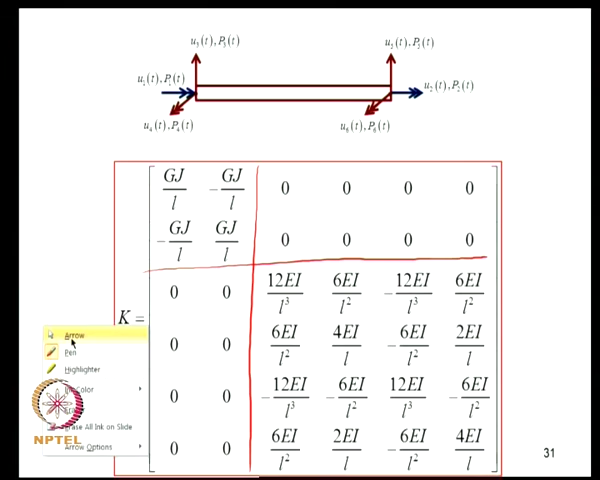 u₃(t), P₃(t) u₅(t), P₅(t)
u₁(t), P₁(t) u₂(t), P₂(t)
u₄(t), P₄(t) u₆(t), P₆(t)
GJ/l -GJ/l 0 0 0 0
-GJ/l GJ/l 0 0 0 0
0 0 12EI/l³ 6EI/l² -12EI/l³ 6EI/l²
K =
0 0 6EI/l² 4EI/l -6EI/l² 2EI/l
0 0 -12EI/l³ -6EI/l² 12EI/l³ -6EI/l²
0 0 6EI/l² 2EI/l -6EI/l² 4EI/l
Arrow
Pen
Highlighter
Color
Erase All Ink on Slide
Arrow Options
NPTEL
31